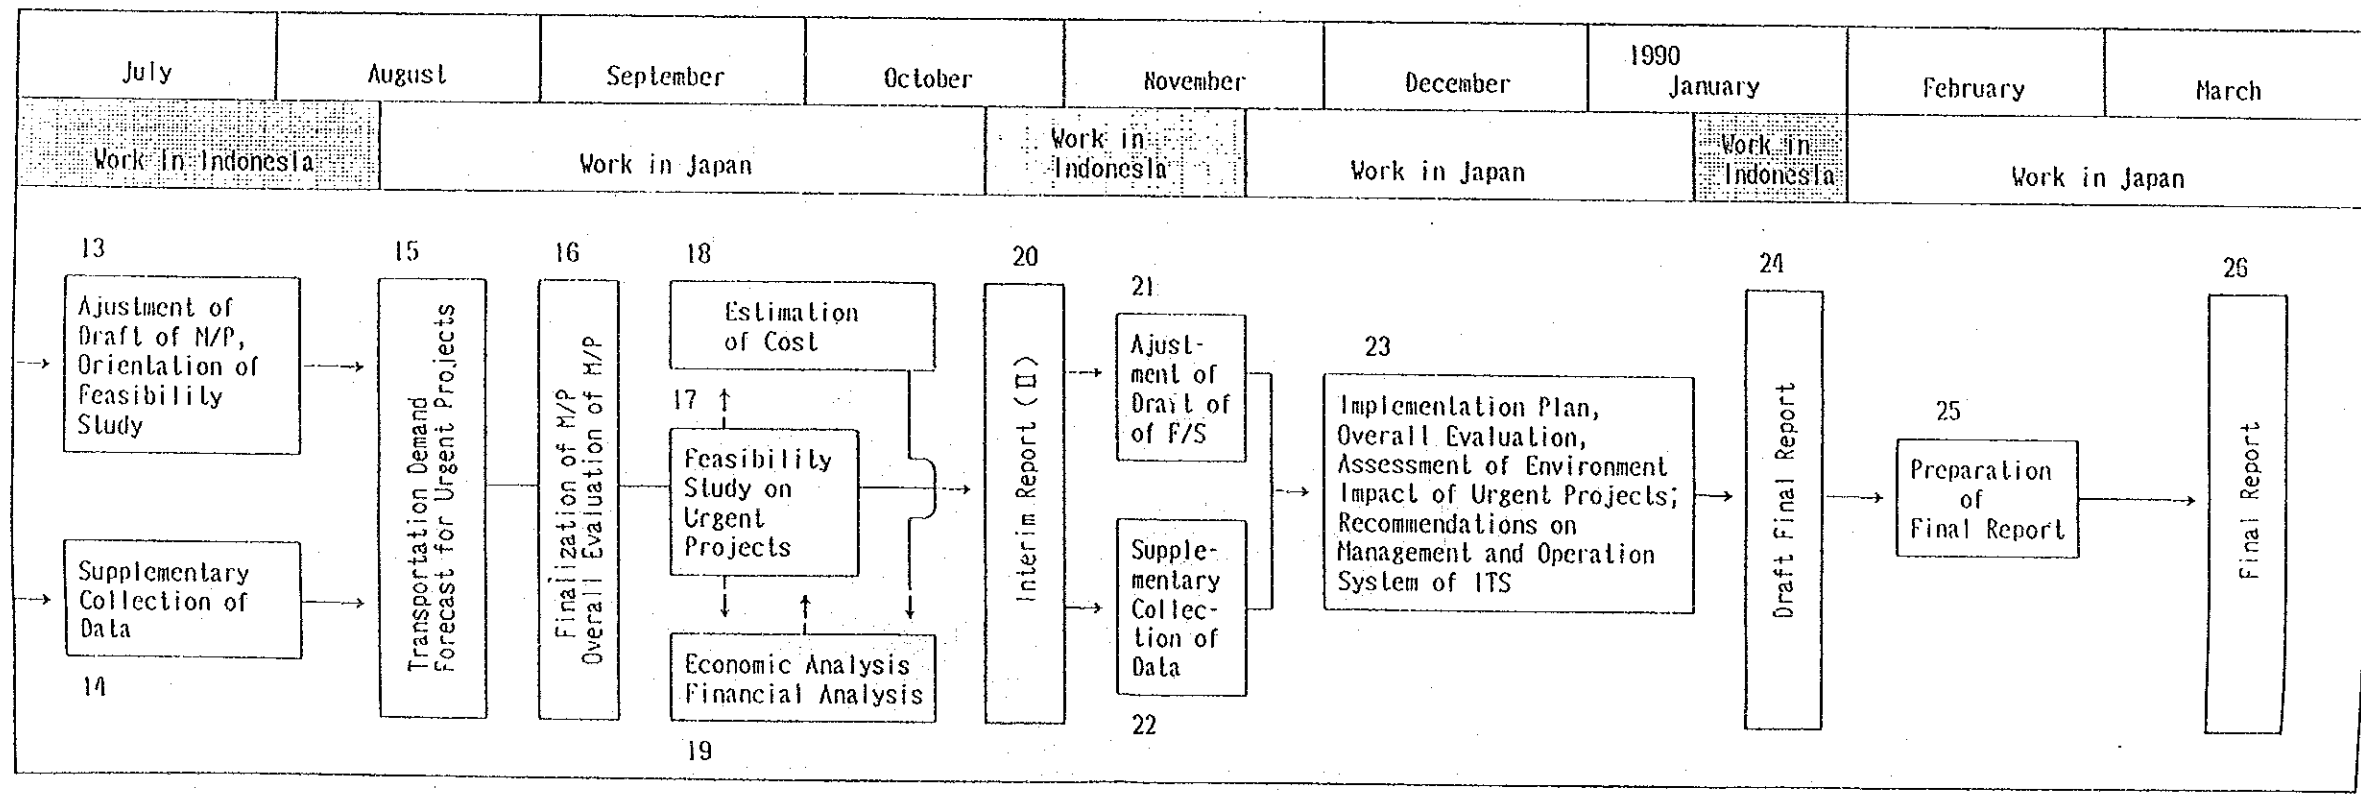 July
August
September
October
November
December
1990
January
February
March
Work in Indonesia
Work in Japan
Work in
Indonesia
Work in Japan
Work in
Indonesia
Work in Japan
13
Ajustment of
Draft of M/P,
Orientation of
Feasibility
Study
Supplementary
Collection of
Data
14
15
Transportation Demand
Forecast for Urgent Projects
16
Finalization of M/P
Overall Evaluation of M/P
18
Estimation
of Cost
17
Feasibility
Study on
Urgent
Projects
Economic Analysis
Financial Analysis
19
20
Interim Report (II)
21
Ajust-
ment of
Draft of
of F/S
Supple-
mentary
Collec-
tion of
Data
22
23
Implementation Plan,
Overall Evaluation,
Assessment of Environment
Impact of Urgent Projects;
Recommendations on
Management and Operation
System of ITS
24
Draft Final Report
25
Preparation
of
Final Report
26
Final Report